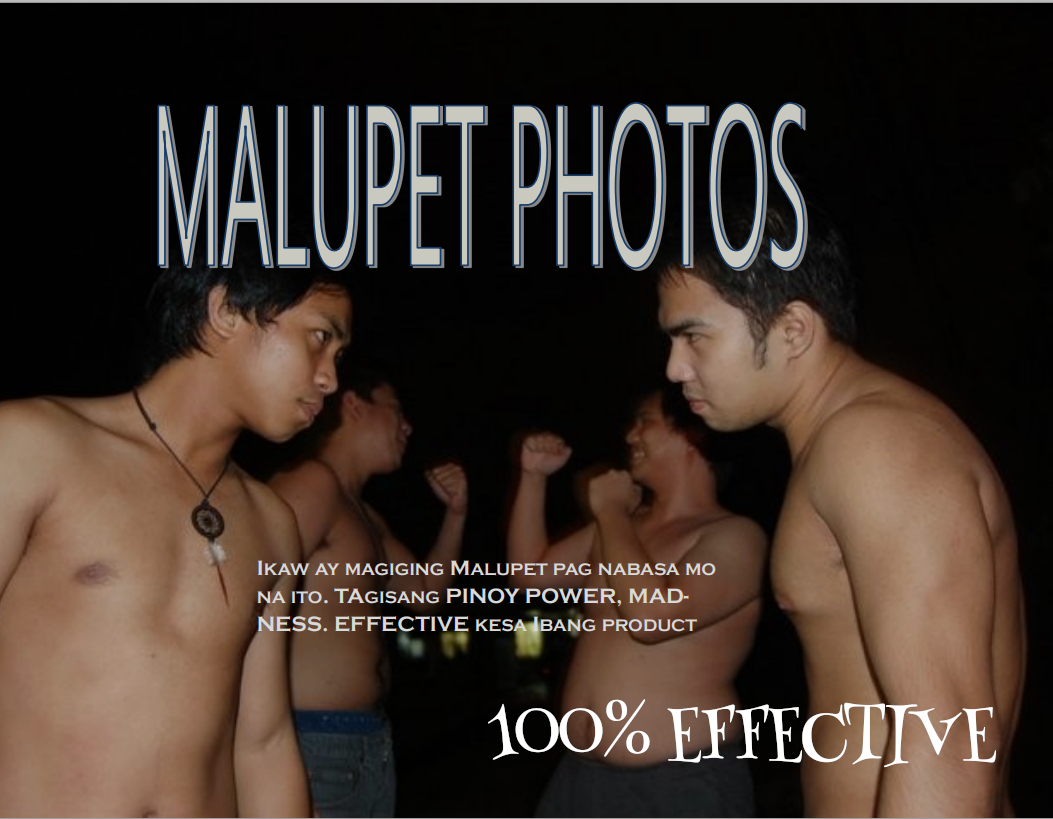 MALUPET PHOTOS
Ikaw ay magiging Malupet pag nabasa mo
na ito. TAgisang PINOY POWER, MAD-
NESS. EFFECTIVE kesa Ibang product
100% EFFECTIVE